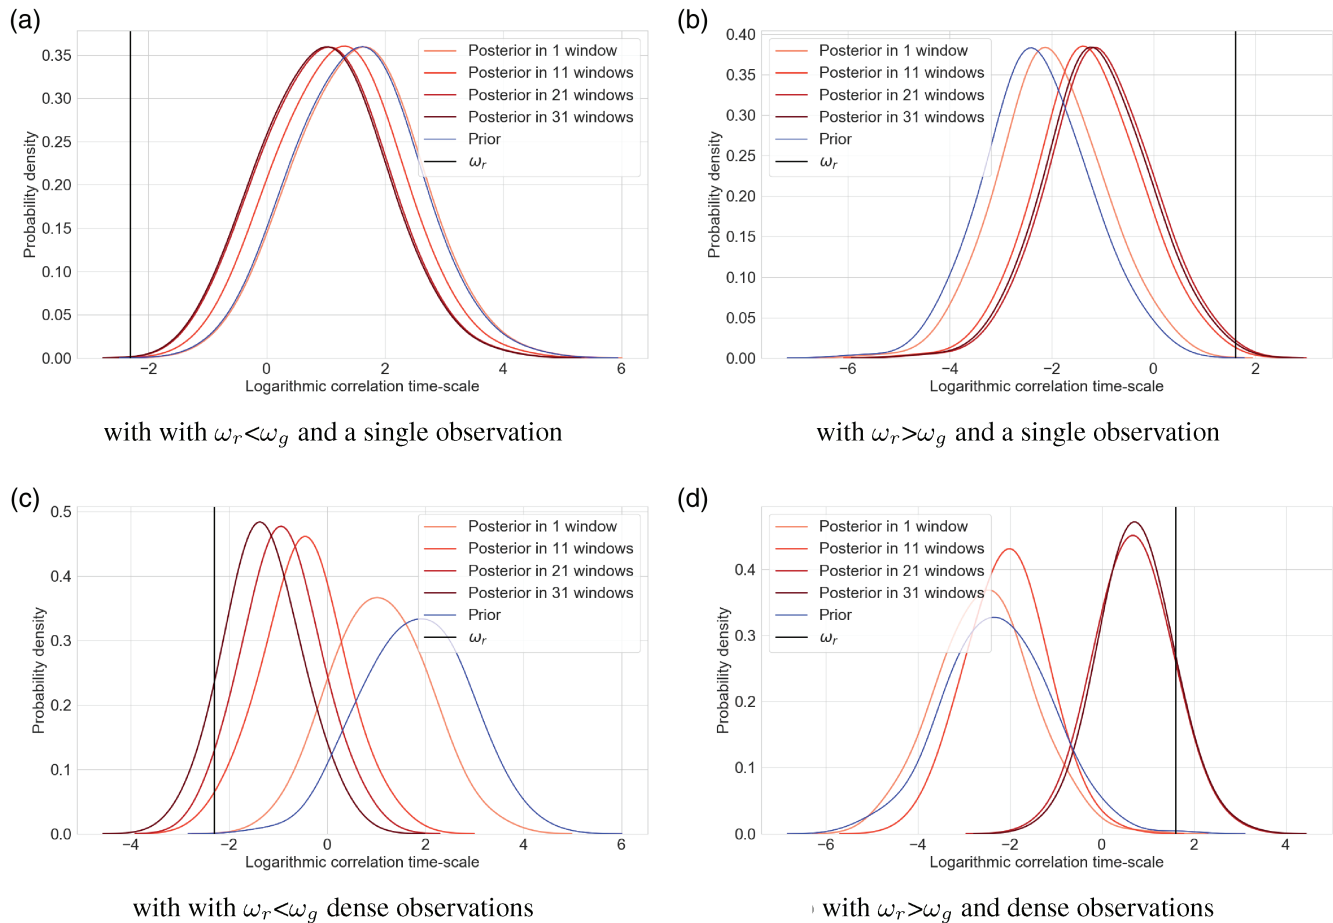 (a)
0.35
0.30
0.25
0.20
0.15
0.10
0.05
0.00
Probability density
Posterior in 1 window
Posterior in 11 windows
Posterior in 21 windows
Posterior in 31 windows
Prior
ωr
−2 0 2 4 6
Logarithmic correlation time-scale
with with ωr<ωg and a single observation
(b)
0.40
0.35
0.30
0.25
0.20
0.15
0.10
0.05
0.00
Probability density
Posterior in 1 window
Posterior in 11 windows
Posterior in 21 windows
Posterior in 31 windows
Prior
ωr
−6 −4 −2 0 2
Logarithmic correlation time-scale
with ωr>ωg and a single observation
(c)
0.5
0.4
0.3
0.2
0.1
0.0
Probability density
Posterior in 1 window
Posterior in 11 windows
Posterior in 21 windows
Posterior in 31 windows
Prior
ωr
−4 −2 0 2 4 6
Logarithmic correlation time-scale
with with ωr<ωg dense observations
(d)
0.4
0.3
0.2
0.1
0.0
Probability density
Posterior in 1 window
Posterior in 11 windows
Posterior in 21 windows
Posterior in 31 windows
Prior
ωr
−6 −4 −2 0 2 4
Logarithmic correlation time-scale
with ωr>ωg and dense observations